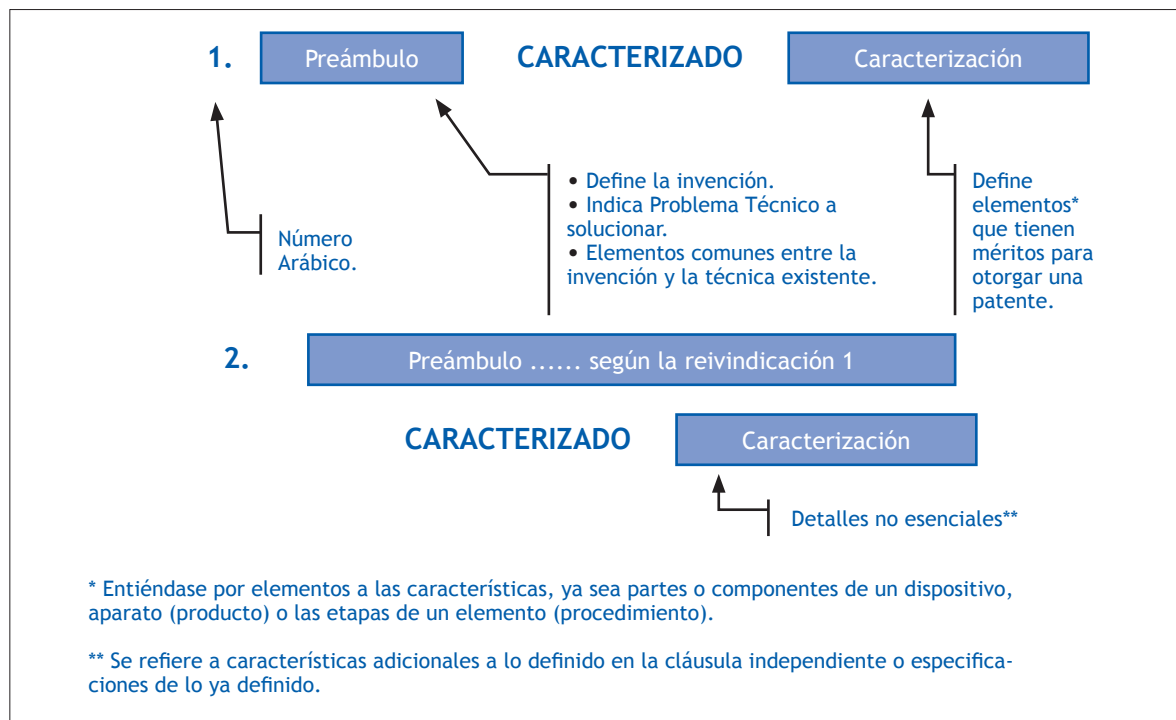 1. Preámbulo CARACTERIZADO Caracterización
Número
Arábico.
• Define la invención.
• Indica Problema Técnico a
solucionar.
• Elementos comunes entre la
invención y la técnica existente.
Define
elementos*
que tienen
méritos para
otorgar una
patente.
2. Preámbulo ...... según la reivindicación 1
CARACTERIZADO Caracterización
Detalles no esenciales**
* Entiéndase por elementos a las características, ya sea partes o componentes de un dispositivo,
aparato (producto) o las etapas de un elemento (procedimiento).
** Se refiere a características adicionales a lo definido en la cláusula independiente o especifica-
ciones de lo ya definido.